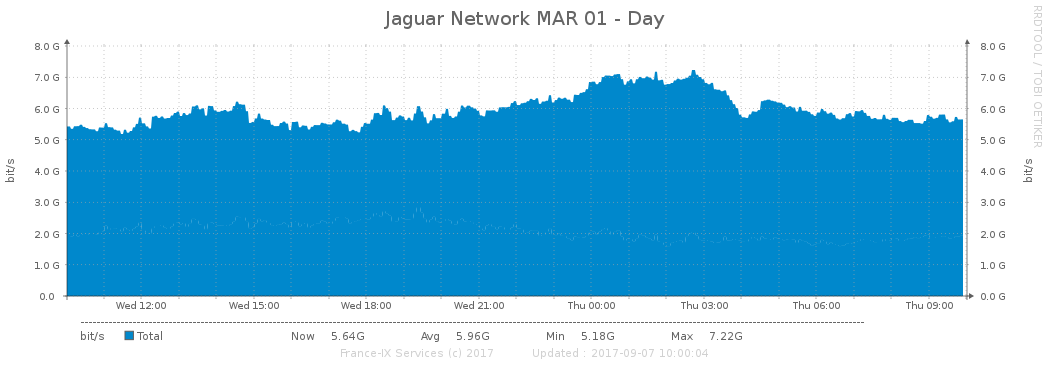 Jaguar Network MAR 01 - Day
RRDTOOL / TOBI OETIKER
8.0 G 8.0 G
7.0 G 7.0 G
6.0 G 6.0 G
5.0 G 5.0 G
4.0 G 4.0 G
3.0 G 3.0 G
2.0 G 2.0 G
1.0 G 1.0 G
0.0 0.0 G
bit/s bit/s
Wed 12:00 Wed 15:00 Wed 18:00 Wed 21:00 Thu 00:00 Thu 03:00 Thu 06:00 Thu 09:00
bit/s Total Now 5.64G Avg 5.96G Min 5.18G Max 7.22G
France-IX Services (c) 2017 Updated : 2017-09-07 10:00:04